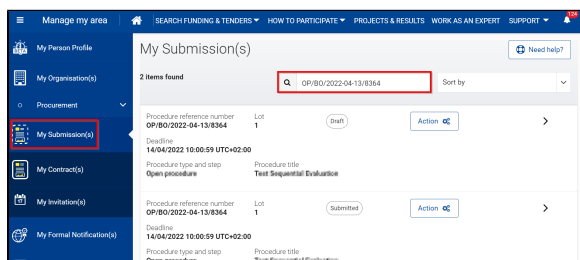 Manage my area
SEARCH FUNDING & TENDERS HOW TO PARTICIPATE PROJECTS & RESULTS WORK AS AN EXPERT SUPPORT 124
My Person Profile
My Organisation(s)
Procurement
My Submission(s)
My Contract(s)
17
My Invitation(s)
My Formal Notification(s)
My Submission(s)
Need help?
2 items found
OP/BO/2022-04-13/8364
Sort by
Procedure reference number Lot
OP/BO/2022-04-13/8364 1
Draft
Action
Deadline
14/04/2022 10:00:59 UTC+02:00
Procedure type and step Procedure title
Open procedure Test Sequential Evaluation
Procedure reference number Lot
OP/BO/2022-04-13/8364 1
Submitted
Action
Deadline
14/04/2022 10:00:59 UTC+02:00
Procedure type and step Procedure title